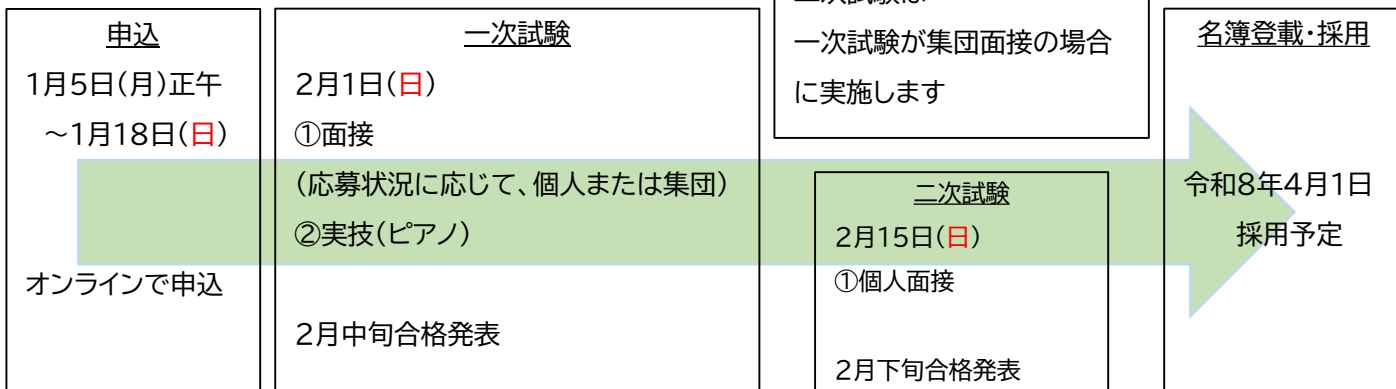 申込
1月5日(月)正午
～1月18日(日)
オンラインで申込
一次試験
2月1日(日)
①面接
(応募状況に応じて、個人または集団)
②実技(ピアノ)
2月中旬合格発表
一次試験が集団面接の場合
に実施します
二次試験
2月15日(日)
①個人面接
2月下旬合格発表
名簿登載・採用
令和8年4月1日
採用予定